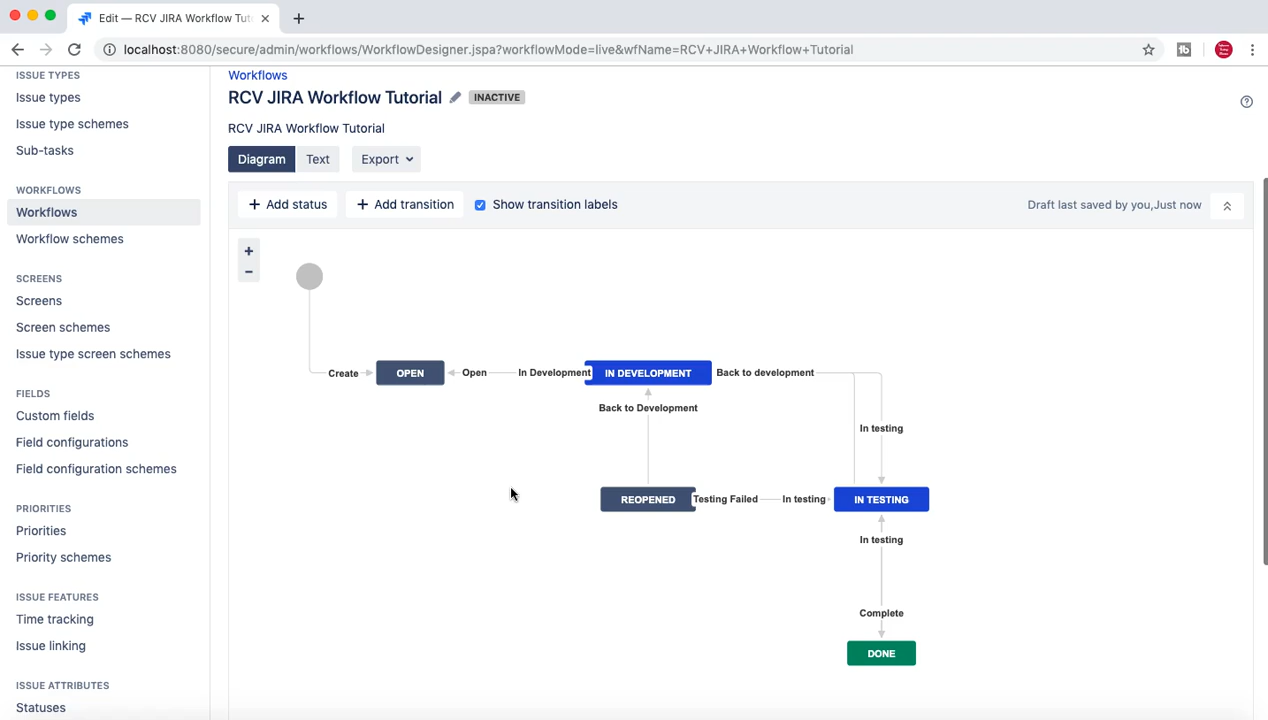 Edit — RCV JIRA Workflow Tut
localhost:8080/secure/admin/workflows/WorkflowDesigner.jspa?workflowMode=live&wfName=RCV+JIRA+Workflow+Tutorial
ISSUE TYPES
Issue types
Issue type schemes
Sub-tasks
WORKFLOWS
Workflows
Workflow schemes
SCREENS
Screens
Screen schemes
Issue type screen schemes
FIELDS
Custom fields
Field configurations
Field configuration schemes
PRIORITIES
Priorities
Priority schemes
ISSUE FEATURES
Time tracking
Issue linking
ISSUE ATTRIBUTES
Statuses
Workflows
RCV JIRA Workflow Tutorial INACTIVE
RCV JIRA Workflow Tutorial
Diagram Text Export
+ Add status + Add transition Show transition labels Draft last saved by you,Just now
+
−
Create OPEN Open In Development IN DEVELOPMENT Back to development
Back to Development
In testing
REOPENED Testing Failed In testing IN TESTING
In testing
Complete
DONE